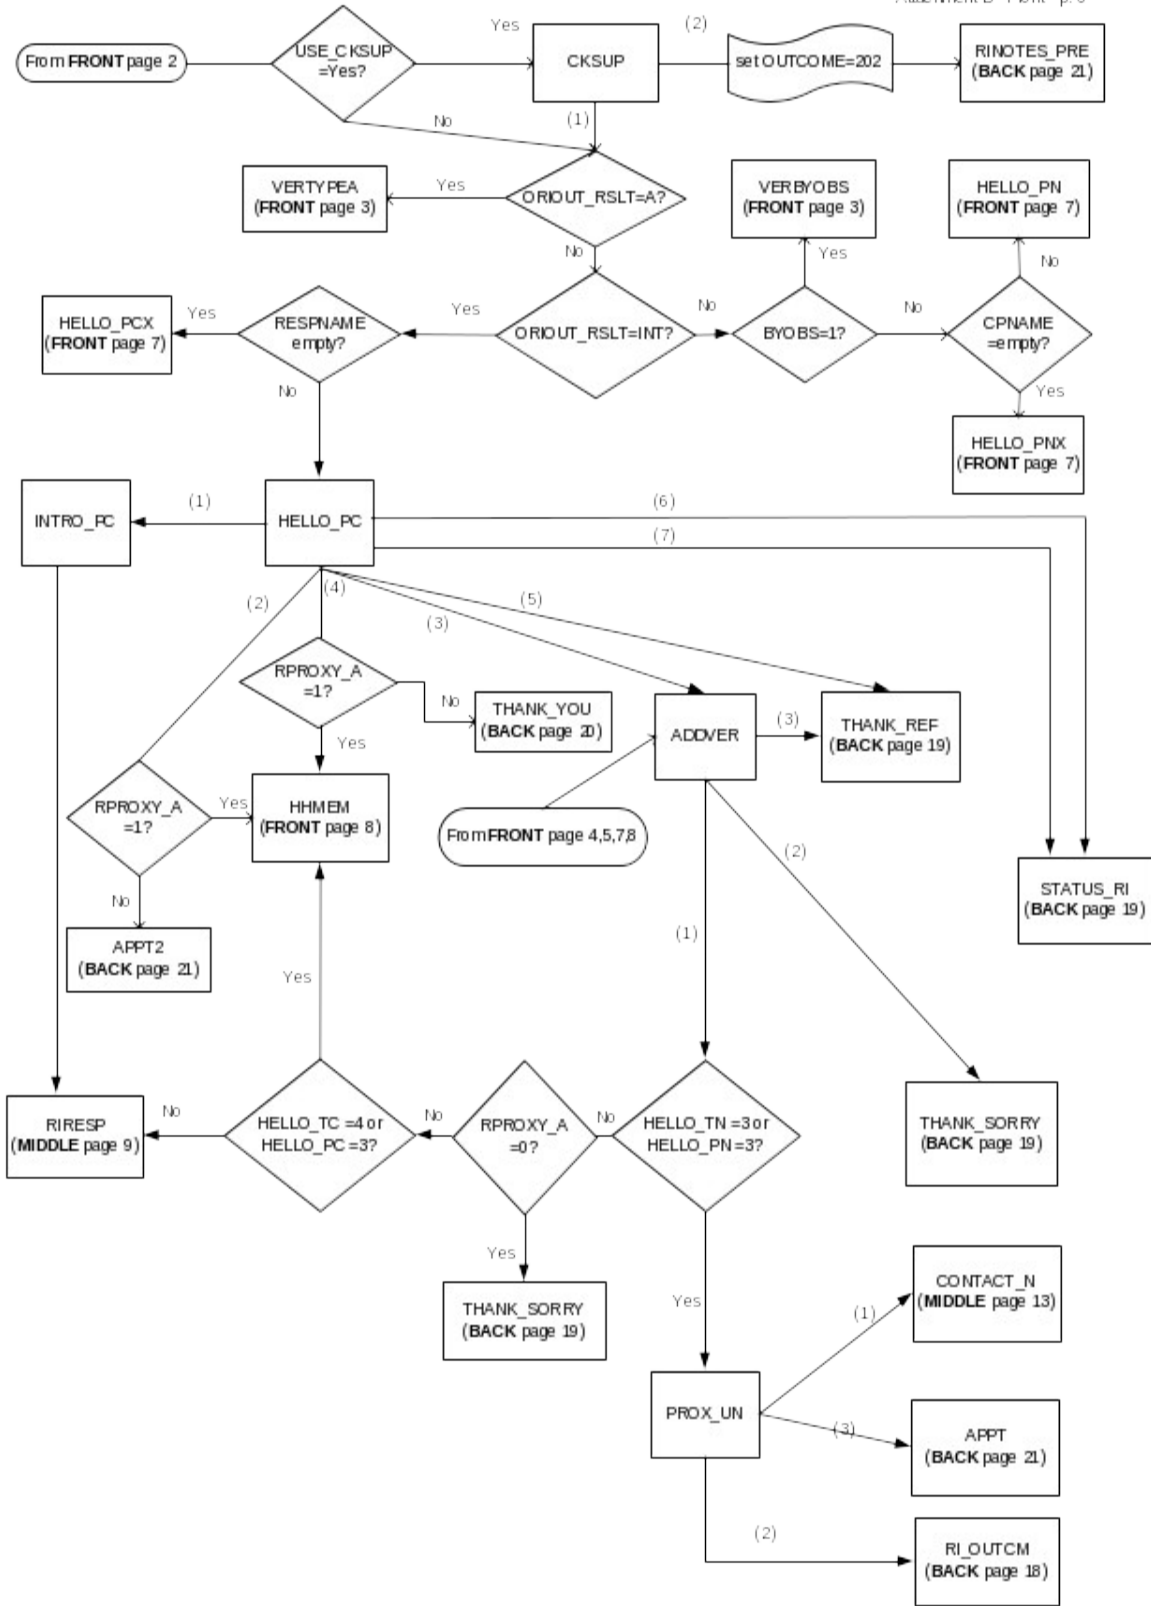 Yes
(2)
From FRONT page 2
USE_CKSUP
=Yes?
CKSUP
set OUTCOME=202
RINOTES_PRE
(BACK page 21)
No
(1)
VERTYPEA
(FRONT page 3)
Yes
ORIOUT_RSLT=A?
VERBYOBS
(FRONT page 3)
HELLO_PN
(FRONT page 7)
No
Yes
No
HELLO_PCX
(FRONT page 7)
Yes
RESPNAME
empty?
Yes
ORIOUT_RSLT=INT?
No
BYOBS=1?
No
CPNAME
=empty?
No
Yes
HELLO_PNX
(FRONT page 7)
INTRO_PC
(1)
HELLO_PC
(6)
(7)
(2)
(4)
(3)
(5)
RPROXY_A
=1?
No
THANK_YOU
(BACK page 20)
ADDVER
(3)
THANK_REF
(BACK page 19)
Yes
RPROXY_A
=1?
Yes
HHMEM
(FRONT page 8)
From FRONT page 4,5,7,8
(2)
STATUS_RI
(BACK page 19)
No
APPT2
(BACK page 21)
(1)
Yes
RIRESP
(MIDDLE page 9)
No
HELLO_TC =4 or
HELLO_PC =3?
No
RPROXY_A
=0?
No
HELLO_TN =3 or
HELLO_PN =3?
THANK_SORRY
(BACK page 19)
Yes
THANK_SORRY
(BACK page 19)
Yes
CONTACT_N
(MIDDLE page 13)
(1)
PROX_UN
(3)
APPT
(BACK page 21)
(2)
RI_OUTCM
(BACK page 18)